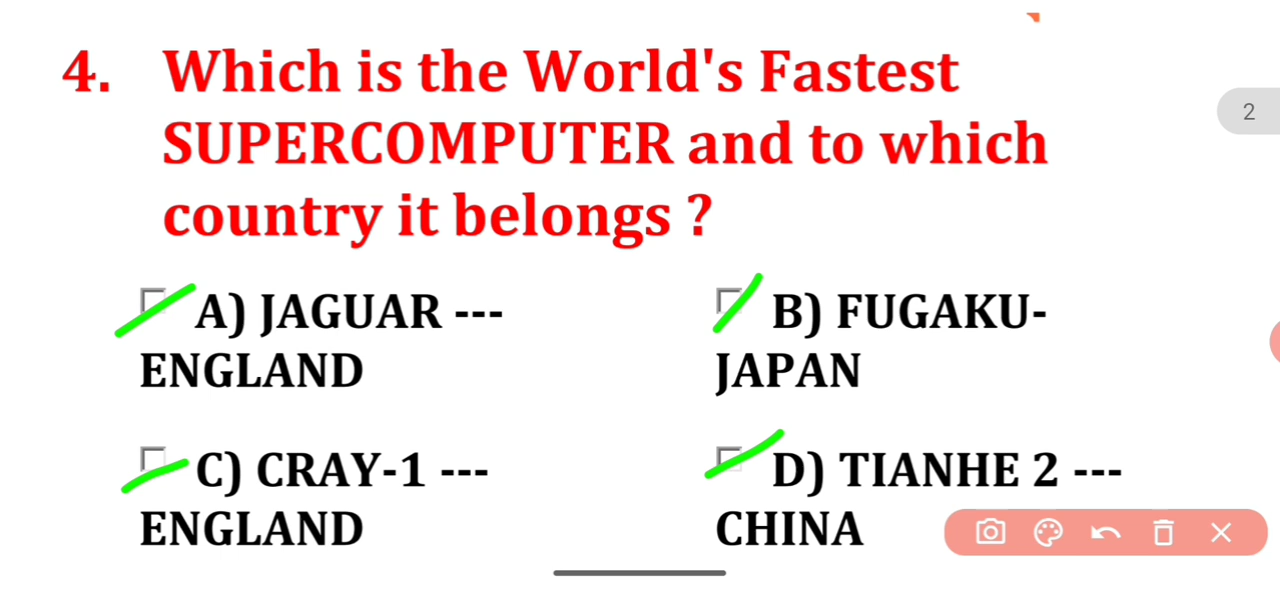 4. Which is the World's Fastest
SUPERCOMPUTER and to which
country it belongs ?
A) JAGUAR ---
ENGLAND
B) FUGAKU-
JAPAN
C) CRAY-1 ---
ENGLAND
D) TIANHE 2 ---
CHINA
2